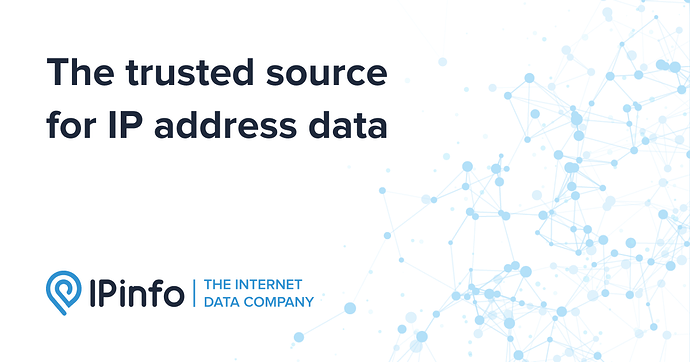 The trusted source
for IP address data
IPinfo
THE INTERNET
DATA COMPANY